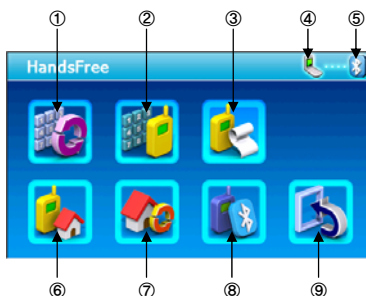 ① ② ③ ④ ⑤
HandsFree
⑥ ⑦ ⑧ ⑨